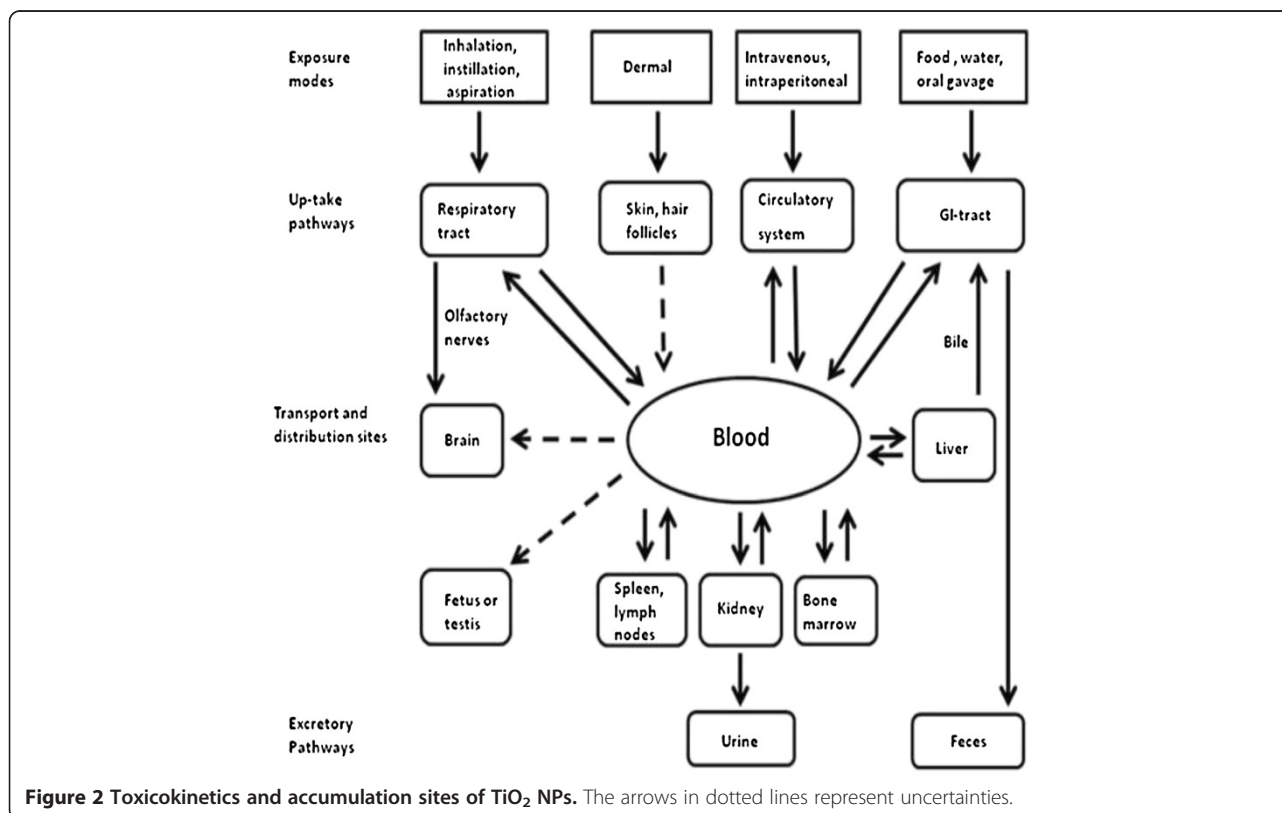 Exposure
modes
Inhalation,
instillation,
aspiration
Dermal
Intravenous,
intraperitoneal
Food , water,
oral gavage
Up-take
pathways
Respiratory
tract
Skin, hair
follicles
Circulatory
system
GI-tract
Olfactory
nerves
Bile
Transport and
distribution sites
Brain
Blood
Liver
Fetus or
testis
Spleen,
lymph
nodes
Kidney
Bone
marrow
Excretory
Pathways
Urine
Feces
Figure 2 Toxicokinetics and accumulation sites of TiO₂ NPs. The arrows in dotted lines represent uncertainties.